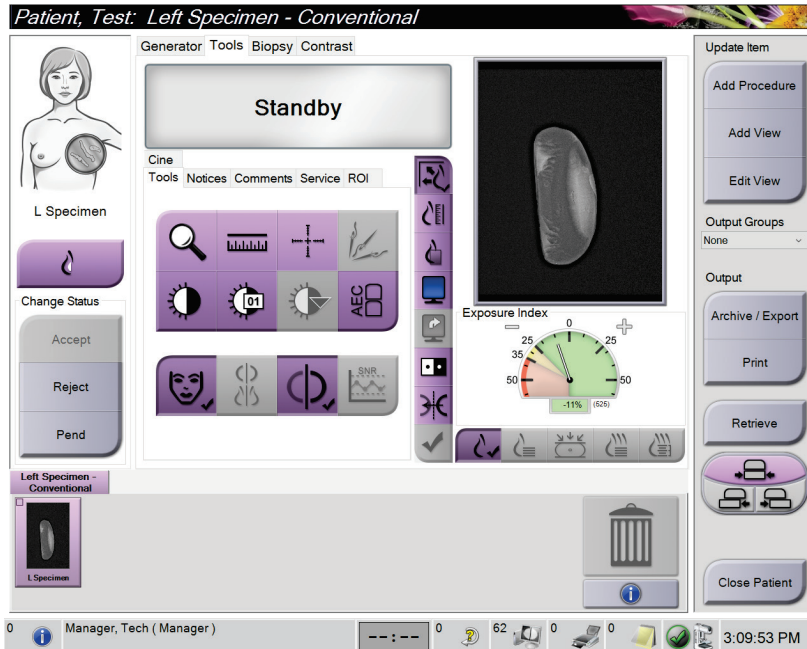 Patient, Test: Left Specimen - Conventional
Generator Tools Biopsy Contrast
Standby
Cine
Tools Notices Comments Service ROI
01
AEC
SNR
L Specimen
Change Status
Accept
Reject
Pend
Exposure Index
0
25 25
35
50 50
-11% (525)
Update Item
Add Procedure
Add View
Edit View
Output Groups
None
Output
Archive / Export
Print
Retrieve
Close Patient
Left Specimen -
Conventional
L Specimen
0 Manager, Tech ( Manager ) --:-- 0 62 0 0 3:09:53 PM